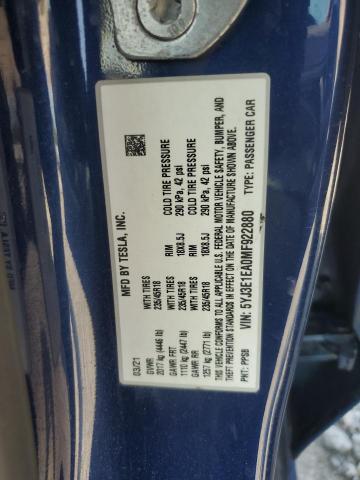 MFD BY TESLA, INC.
03/21
GVWR:
2017 kg (4446 lb)
GAWR FRT WITH TIRES RIM COLD TIRE PRESSURE
1110 kg (2447 lb) 235/45R18 18X8.5J 290 kPa, 42 psi
GAWR RR WITH TIRES RIM COLD TIRE PRESSURE
1257 kg (2771 lb) 235/45R18 18X8.5J 290 kPa, 42 psi
THIS VEHICLE CONFORMS TO ALL APPLICABLE U.S. FEDERAL MOTOR VEHICLE SAFETY, BUMPER, AND
THEFT PREVENTION STANDARDS IN EFFECT ON THE DATE OF MANUFACTURE SHOWN ABOVE.
VIN: 5YJ3E1EA0MF922880 TYPE: PASSENGER CAR
PNT: PPSB